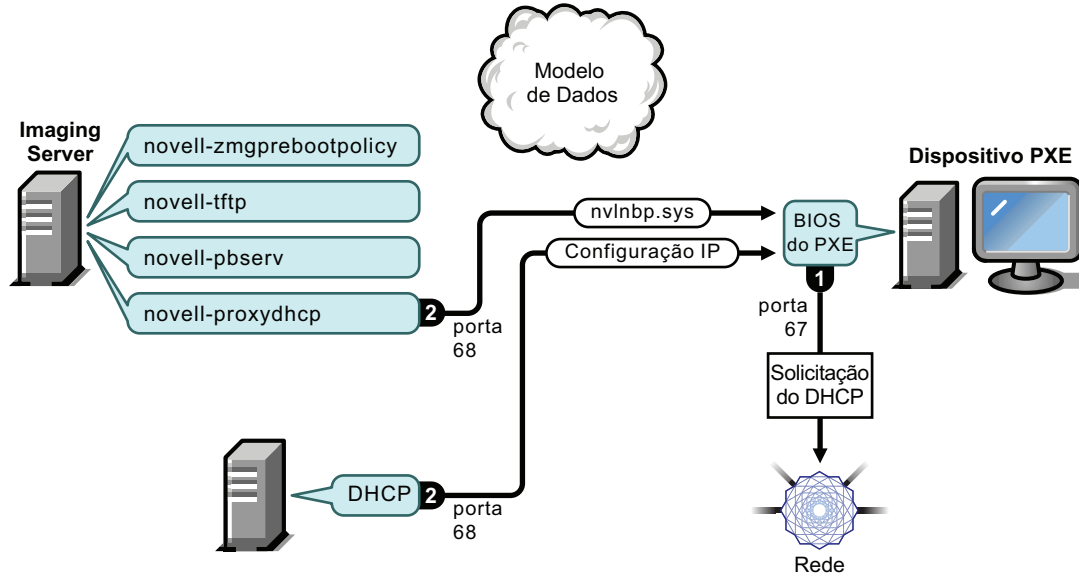 Modelo
de Dados
Imaging
Server
novell-zmgprebootpolicy
novell-tftp
novell-pbserv
novell-proxydhcp
2
porta
68
nvlnbp.sys
Configuração IP
Dispositivo PXE
BIOS
do PXE
1
porta
67
Solicitação
do DHCP
DHCP
2
porta
68
Rede